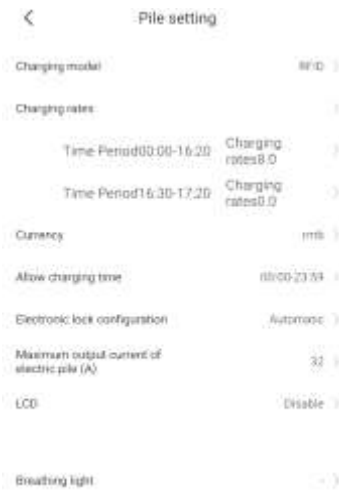 Pile setting
Charging model RFID
Charging rates
Time Period00:00-16:20 Charging rates8.0
Time Period16:30-17:20 Charging rates0.0
Currency rmb
Allow charging time 00:00-23:59
Electronic lock configuration Automatic
Maximum output current of
electric pile (A) 32
LCD Disable
Breathing light -